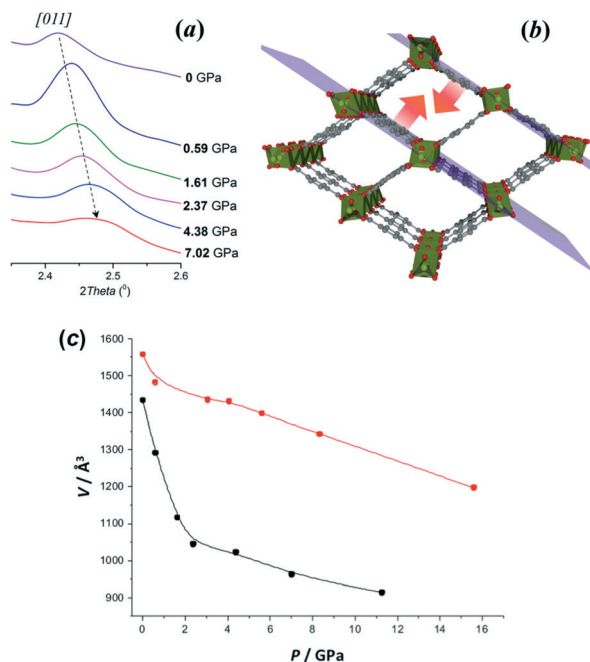 [011]
(a)
0 GPa
0.59 GPa
1.61 GPa
2.37 GPa
4.38 GPa
7.02 GPa
2.4 2.5 2.6
2Theta (⁰)
(b)
(c)
1600
1500
1400
1300
1200
1100
1000
900
V / Å³
0 2 4 6 8 10 12 14 16
P / GPa